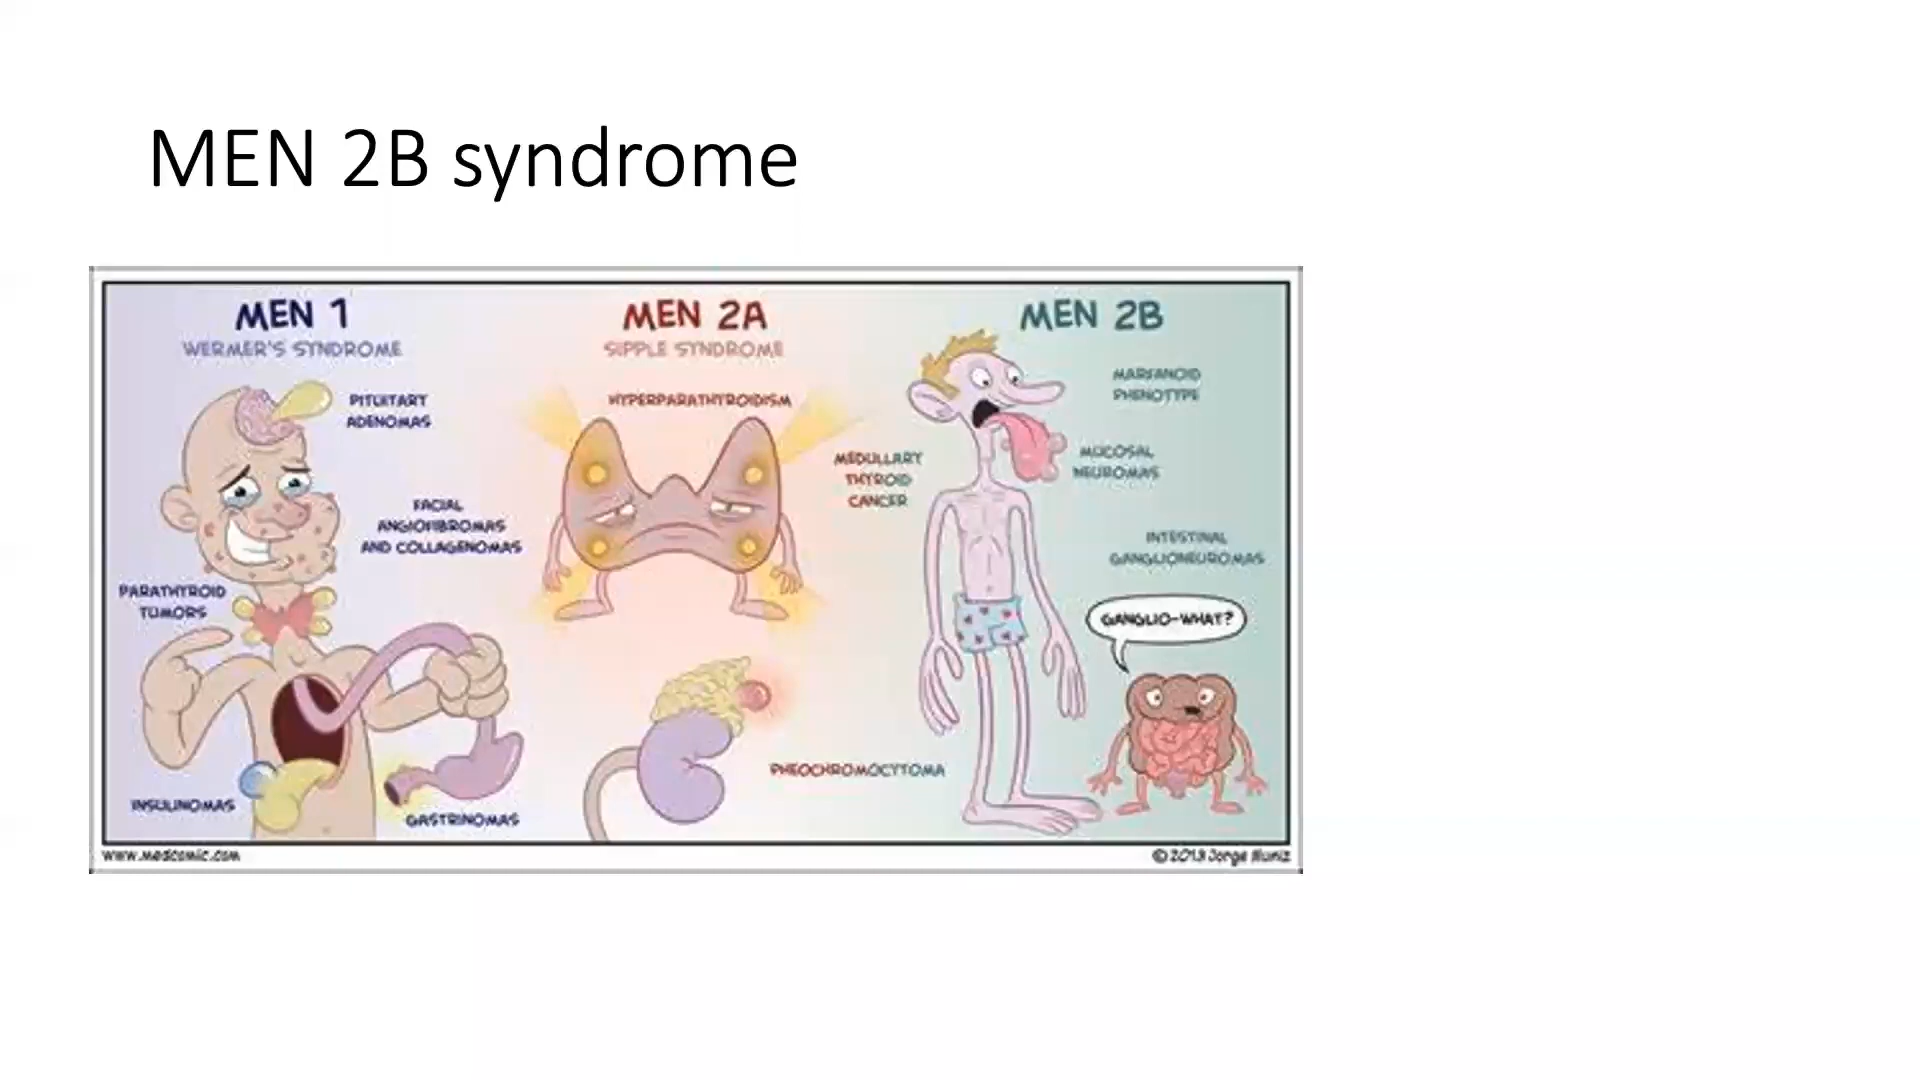 MEN 2B syndrome
MEN 1
WERMER'S SYNDROME
PITUITARY
ADENOMAS
FACIAL
ANGIOFIBROMAS
AND COLLAGENOMAS
PARATHYROID
TUMORS
INSULINOMAS
GASTRINOMAS
MEN 2A
SIPPLE SYNDROME
HYPERPARATHYROIDISM
MEDULLARY
THYROID
CANCER
PHEOCHROMOCYTOMA
MEN 2B
MARFANOID
PHENOTYPE
MUCOSAL
NEUROMAS
INTESTINAL
GANGLIONEUROMAS
GANGLIO-WHAT?
www.medcomic.com
© 2013 Jorge Muniz